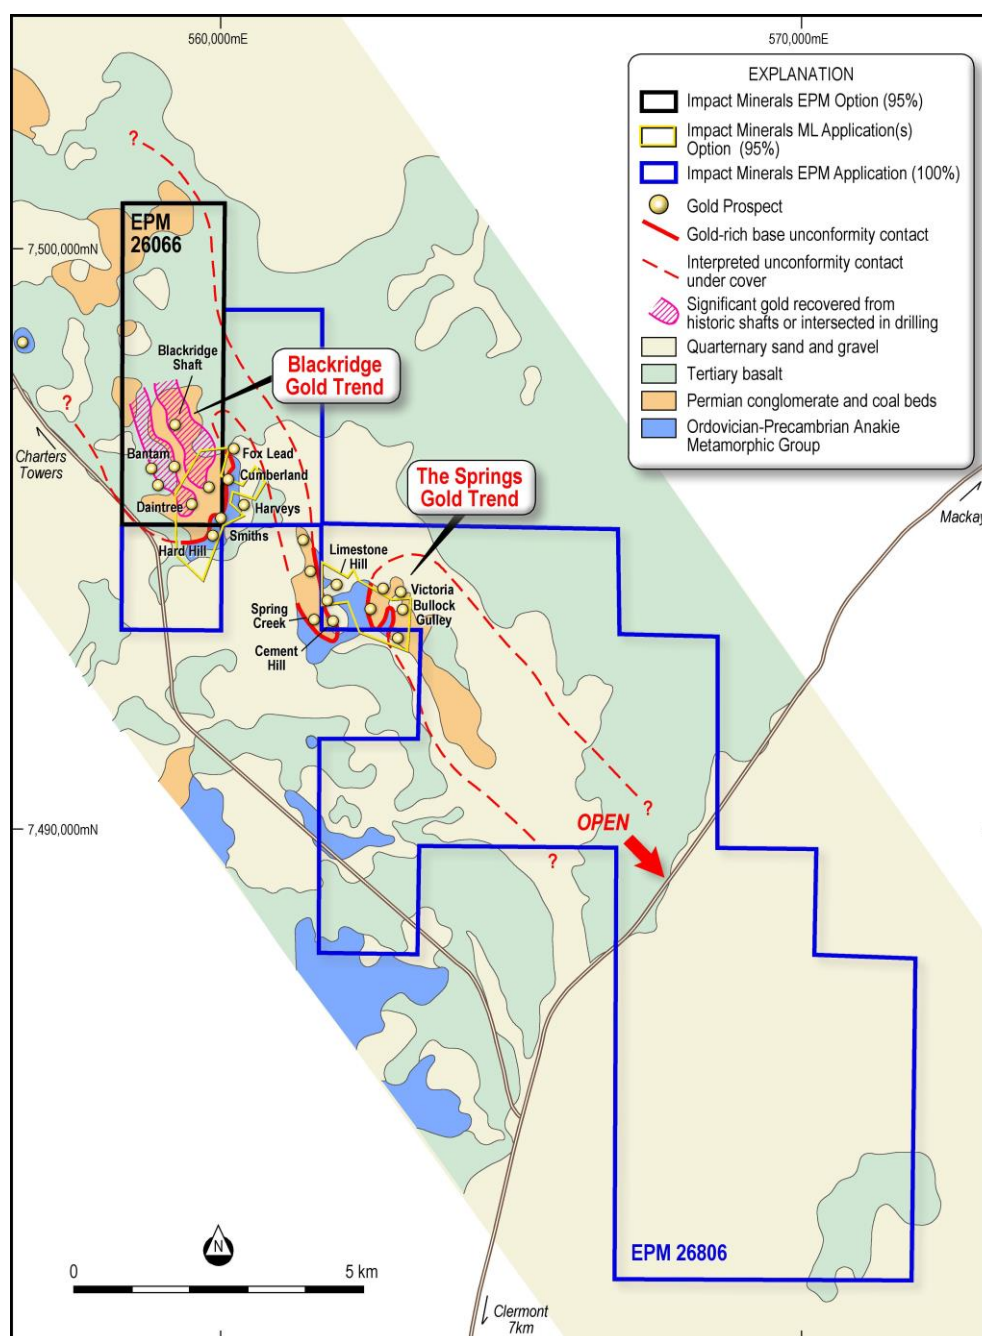 560,000mE
570,000mE
EXPLANATION
Impact Minerals EPM Option (95%)
Impact Minerals ML Application(s)
Option (95%)
Impact Minerals EPM Application (100%)
Gold Prospect
Gold-rich base unconformity contact
Interpreted unconformity contact
under cover
Significant gold recovered from
historic shafts or intersected in drilling
Quaternary sand and gravel
Tertiary basalt
Permian conglomerate and coal beds
Ordovician-Precambrian Anakie
Metamorphic Group
?
EPM
26066
7,500,000mN
Blackridge
Shaft
Blackridge
Gold Trend
?
Charters
Towers
Bantam
Fox Lead
Cumberland
The Springs
Gold Trend
Daintree
Harveys
Mackay
Smiths
Hard Hill
Limestone
Hill
Victoria
Bullock
Gulley
Spring
Creek
Cement
Hill
?
OPEN
7,490,000mN
?
N
EPM 26806
0
5 km
Clermont
7km